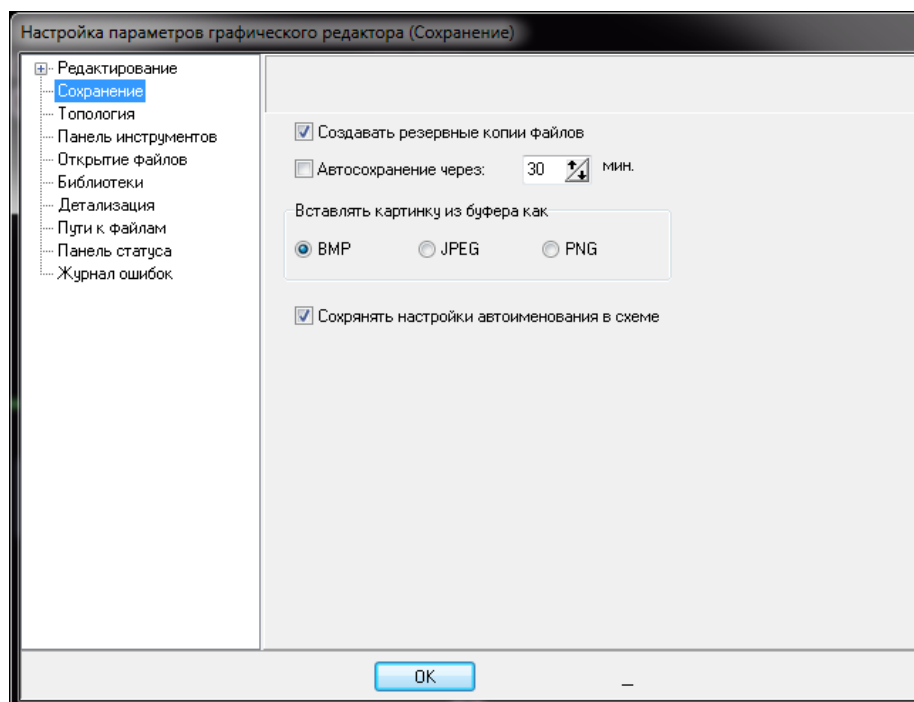 Настройка параметров графического редактора (Сохранение)
Редактирование
Сохранение
Топология
Панель инструментов
Открытие файлов
Библиотеки
Детализация
Пути к файлам
Панель статуса
Журнал ошибок
Создавать резервные копии файлов
Автосохранение через: 30 мин.
Вставлять картинку из буфера как
BMP JPEG PNG
Сохрянять настройки автоименования в схеме
OK